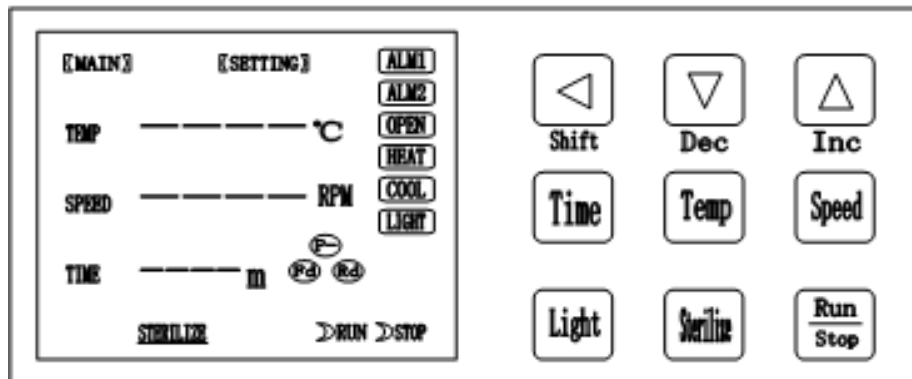 〖MAIN〗 〖SETTING〗 ALM1
ALM2
TEMP ℃ OPEN
HEAT
SPEED RPM COOL
LIGHT
P-
TIME m Fd Rd
STERILIZE RUN STOP
Shift Dec Inc
Time Temp Speed
Light Sterilize Run
Stop